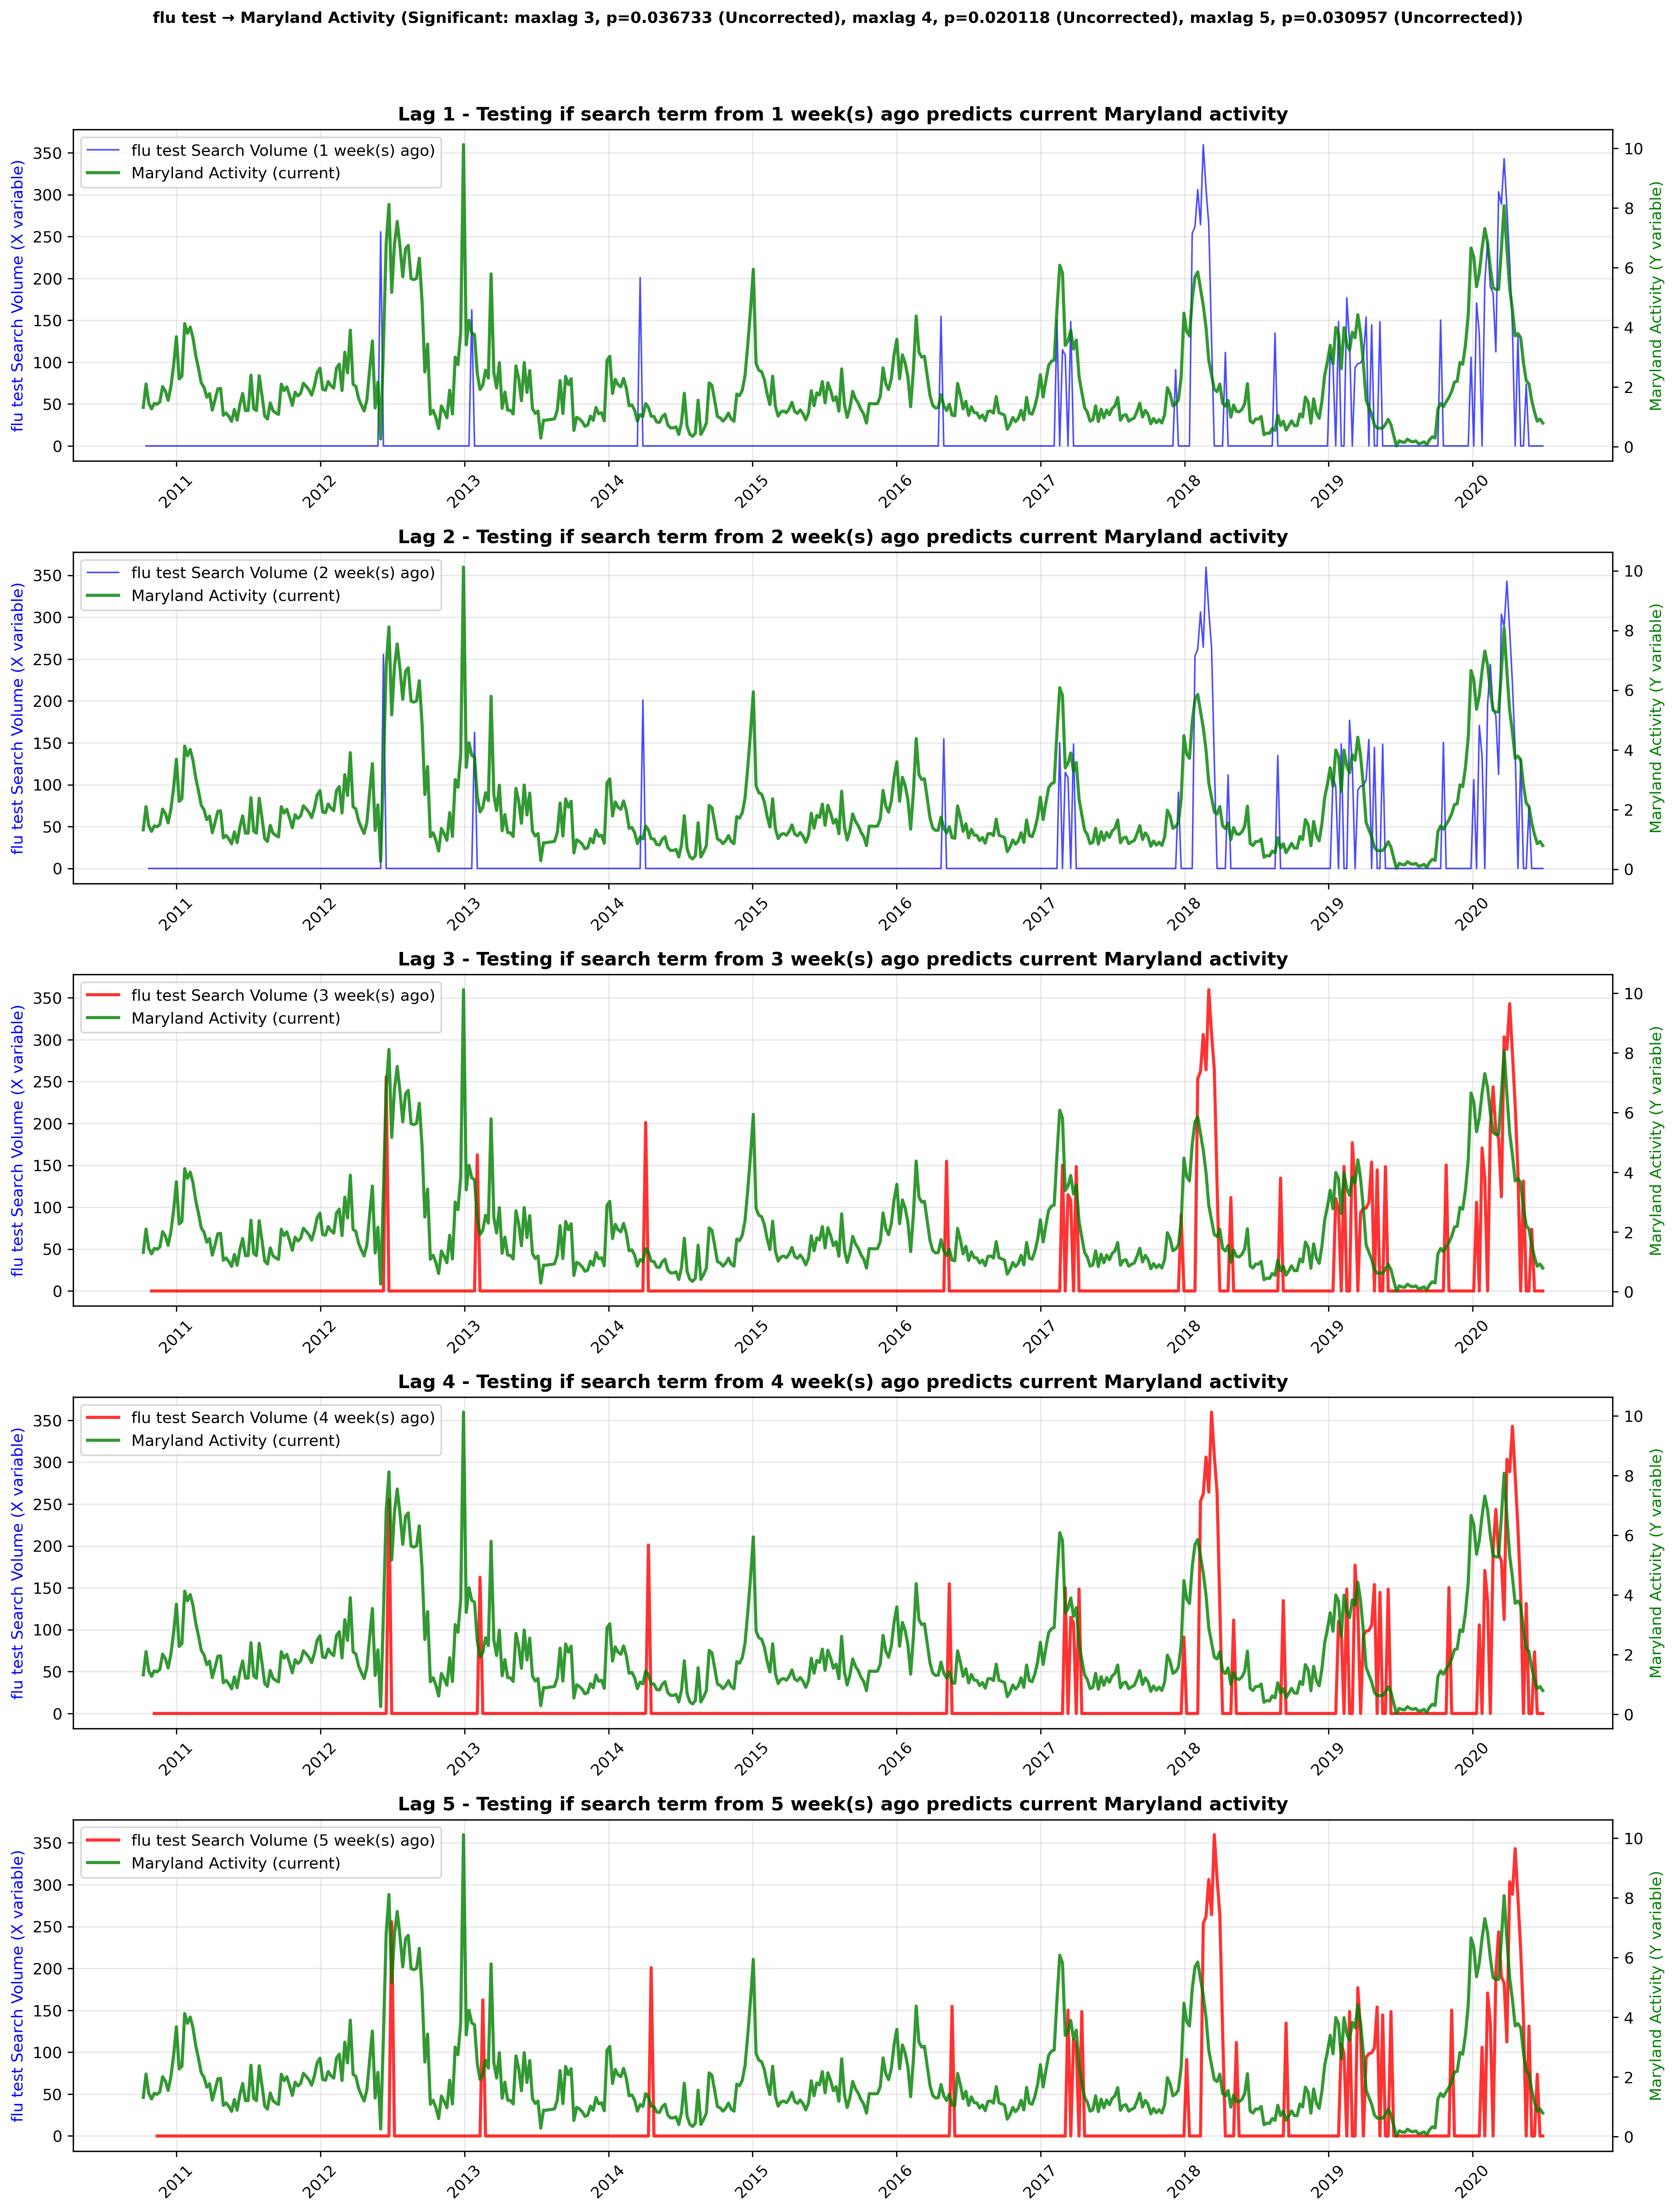 flu test → Maryland Activity (Significant: maxlag 3, p=0.036733 (Uncorrected), maxlag 4, p=0.020118 (Uncorrected), maxlag 5, p=0.030957 (Uncorrected))
Lag 1 - Testing if search term from 1 week(s) ago predicts current Maryland activity
flu test Search Volume (1 week(s) ago)
Maryland Activity (current)
flu test Search Volume (X variable)
350
300
250
200
150
100
50
0
10
8
6
4
2
0
Maryland Activity (Y variable)
2011 2012 2013 2014 2015 2016 2017 2018 2019 2020
Lag 2 - Testing if search term from 2 week(s) ago predicts current Maryland activity
flu test Search Volume (2 week(s) ago)
Maryland Activity (current)
flu test Search Volume (X variable)
350
300
250
200
150
100
50
0
10
8
6
4
2
0
Maryland Activity (Y variable)
2011 2012 2013 2014 2015 2016 2017 2018 2019 2020
Lag 3 - Testing if search term from 3 week(s) ago predicts current Maryland activity
flu test Search Volume (3 week(s) ago)
Maryland Activity (current)
flu test Search Volume (X variable)
350
300
250
200
150
100
50
0
10
8
6
4
2
0
Maryland Activity (Y variable)
2011 2012 2013 2014 2015 2016 2017 2018 2019 2020
Lag 4 - Testing if search term from 4 week(s) ago predicts current Maryland activity
flu test Search Volume (4 week(s) ago)
Maryland Activity (current)
flu test Search Volume (X variable)
350
300
250
200
150
100
50
0
10
8
6
4
2
0
Maryland Activity (Y variable)
2011 2012 2013 2014 2015 2016 2017 2018 2019 2020
Lag 5 - Testing if search term from 5 week(s) ago predicts current Maryland activity
flu test Search Volume (5 week(s) ago)
Maryland Activity (current)
flu test Search Volume (X variable)
350
300
250
200
150
100
50
0
10
8
6
4
2
0
Maryland Activity (Y variable)
2011 2012 2013 2014 2015 2016 2017 2018 2019 2020